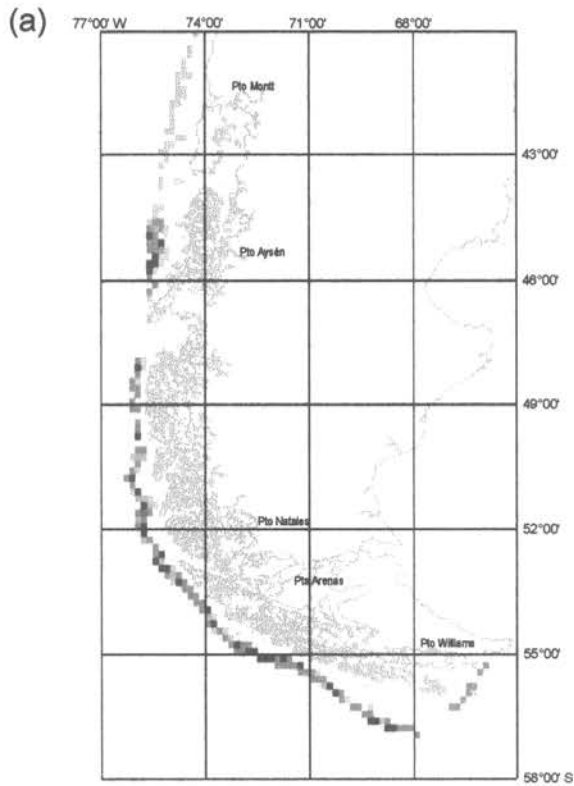 (a)
77°00' W 74°00' 71°00' 68°00'
Pto Montt
43°00'
Pto Aysén
46°00'
49°00'
Pto Natales
52°00'
Pta Arenas
Pto Williams
55°00'
58°00' S